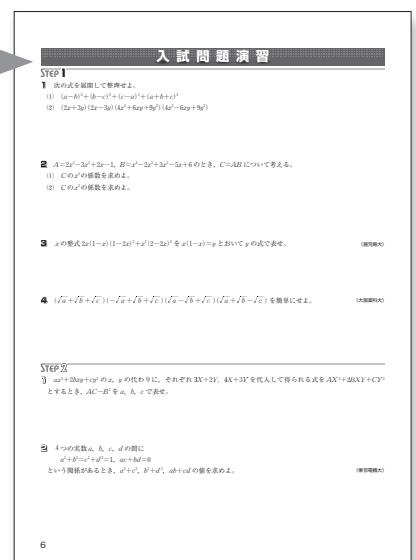 入試問題演習
STEP 1
1 次の式を展開して整理せよ。
(1) (a−b)²+(b−c)²+(c−a)²+(a+b+c)²
(2) (2x+3y)(2x−3y)(4x²+6xy+9y²)(4x²−6xy+9y²)
2 A=2x³−3x²+2x−1, B=x⁴−2x³+3x²−5x+6 のとき, C=AB について考える。
(1) Cの の係数を求めよ。
(2) Cの の係数を求めよ。
3 xの整式 2x(1−x)(1−2x)²+x²(2−2x)² を x(1−x)=y とおいて y の式で表せ。 (鹿児島大)
4 (√a+√b+√c)(−√a+√b+√c)(√a−√b+√c)(√a+√b−√c) を簡単にせよ。 (大阪薬科大)
STEP 2
1 ax²+2bxy+cy² の x, y の代わりに, それぞれ 3X+2Y, 4X+3Y を代入して得られる式を AX²+2BXY+CY²
とするとき, AC−B² を a, b, c で表せ。
2 4つの実数 a, b, c, d の間に
a²+b²=c²+d²=1, ac+bd=0
という関係があるとき, a²+c², b²+d², ab+cd の値を求めよ。 (東京電機大)
6